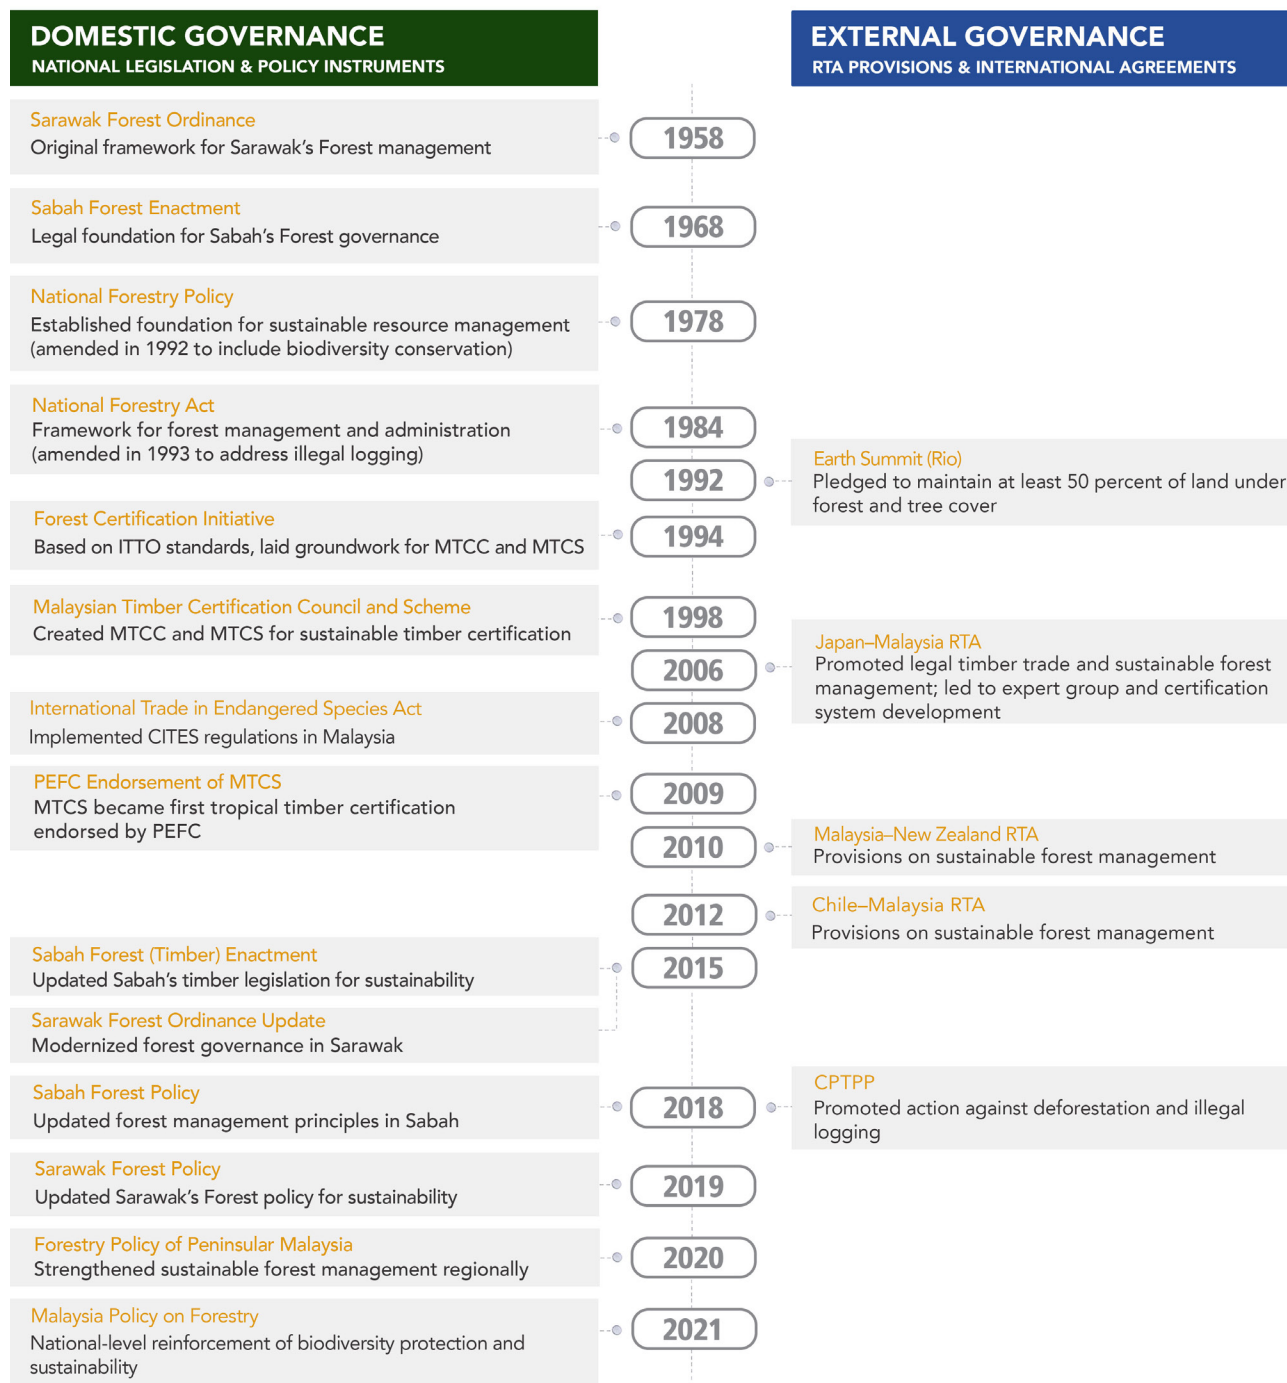 DOMESTIC GOVERNANCE
NATIONAL LEGISLATION & POLICY INSTRUMENTS
EXTERNAL GOVERNANCE
RTA PROVISIONS & INTERNATIONAL AGREEMENTS
Sarawak Forest Ordinance
Original framework for Sarawak's Forest management
1958
Sabah Forest Enactment
Legal foundation for Sabah's Forest governance
1968
National Forestry Policy
Established foundation for sustainable resource management
(amended in 1992 to include biodiversity conservation)
1978
National Forestry Act
Framework for forest management and administration
(amended in 1993 to address illegal logging)
1984
1992
Earth Summit (Rio)
Pledged to maintain at least 50 percent of land under
forest and tree cover
Forest Certification Initiative
Based on ITTO standards, laid groundwork for MTCC and MTCS
1994
Malaysian Timber Certification Council and Scheme
Created MTCC and MTCS for sustainable timber certification
1998
2006
Japan–Malaysia RTA
Promoted legal timber trade and sustainable forest
management; led to expert group and certification
system development
International Trade in Endangered Species Act
Implemented CITES regulations in Malaysia
2008
PEFC Endorsement of MTCS
MTCS became first tropical timber certification
endorsed by PEFC
2009
2010
Malaysia–New Zealand RTA
Provisions on sustainable forest management
2012
Chile–Malaysia RTA
Provisions on sustainable forest management
Sabah Forest (Timber) Enactment
Updated Sabah's timber legislation for sustainability
2015
Sarawak Forest Ordinance Update
Modernized forest governance in Sarawak
Sabah Forest Policy
Updated forest management principles in Sabah
2018
CPTPP
Promoted action against deforestation and illegal
logging
Sarawak Forest Policy
Updated Sarawak's Forest policy for sustainability
2019
Forestry Policy of Peninsular Malaysia
Strengthened sustainable forest management regionally
2020
Malaysia Policy on Forestry
National-level reinforcement of biodiversity protection and
sustainability
2021